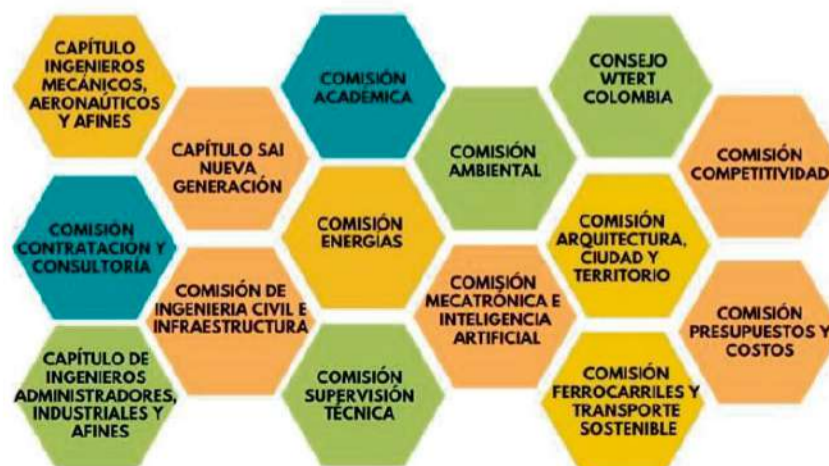 CAPÍTULO
INGENIEROS
MECÁNICOS,
AERONAÚTICOS
Y AFINES
COMISIÓN
CONTRATACIÓN Y
CONSULTORÍA
CAPÍTULO DE
INGENIEROS
ADMINISTRADORES,
INDUSTRIALES Y
AFINES
CAPÍTULO SAI
NUEVA
GENERACIÓN
COMISIÓN DE
INGENIERIA CIVIL E
INFRAESTRUCTURA
COMISIÓN
ACADÉMICA
COMISIÓN
ENERGÍAS
COMISIÓN
SUPERVISIÓN
TÉCNICA
COMISIÓN
AMBIENTAL
COMISIÓN
MECATRÓNICA E
INTELIGENCIA
ARTIFICIAL
CONSEJO
WTERT
COLOMBIA
COMISIÓN
ARQUITECTURA,
CIUDAD Y
TERRITORIO
COMISIÓN
FERROCARRILES Y
TRANSPORTE
SOSTENIBLE
COMISIÓN
COMPETITIVIDAD
COMISIÓN
PRESUPUESTOS Y
COSTOS